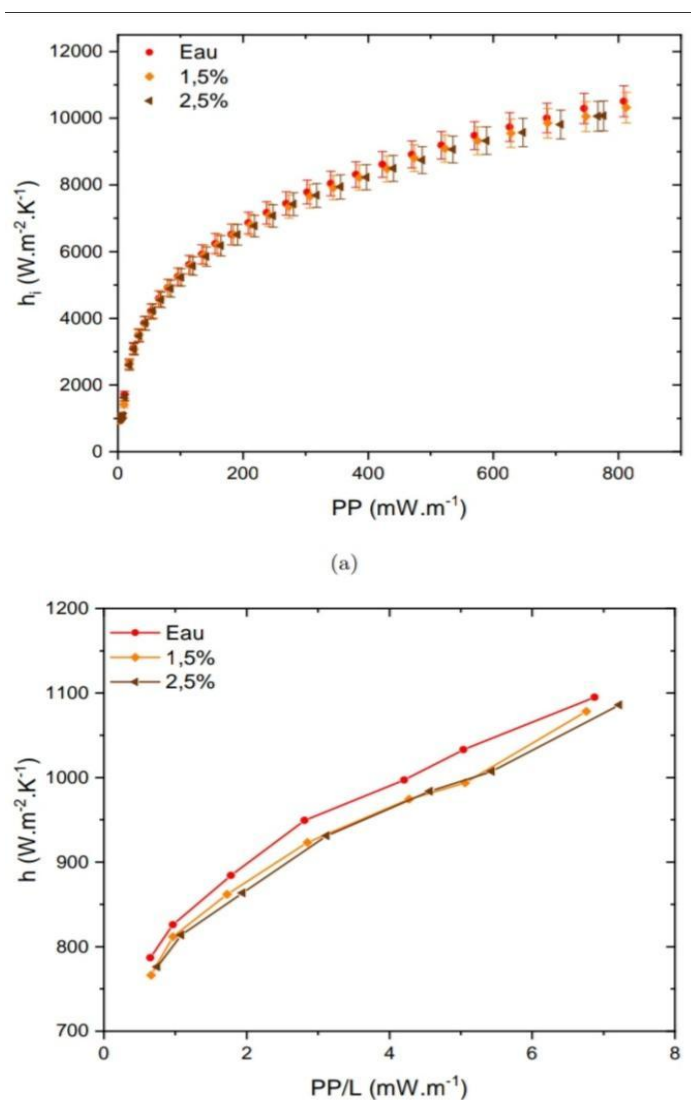 12000
10000
8000
6000
4000
2000
0
hᵢ (W.m⁻².K⁻¹)
Eau
1,5%
2,5%
0 200 400 600 800
PP (mW.m⁻¹)
(a)
1200
1100
1000
900
800
700
h (W.m⁻².K⁻¹)
Eau
1,5%
2,5%
0 2 4 6 8
PP/L (mW.m⁻¹)